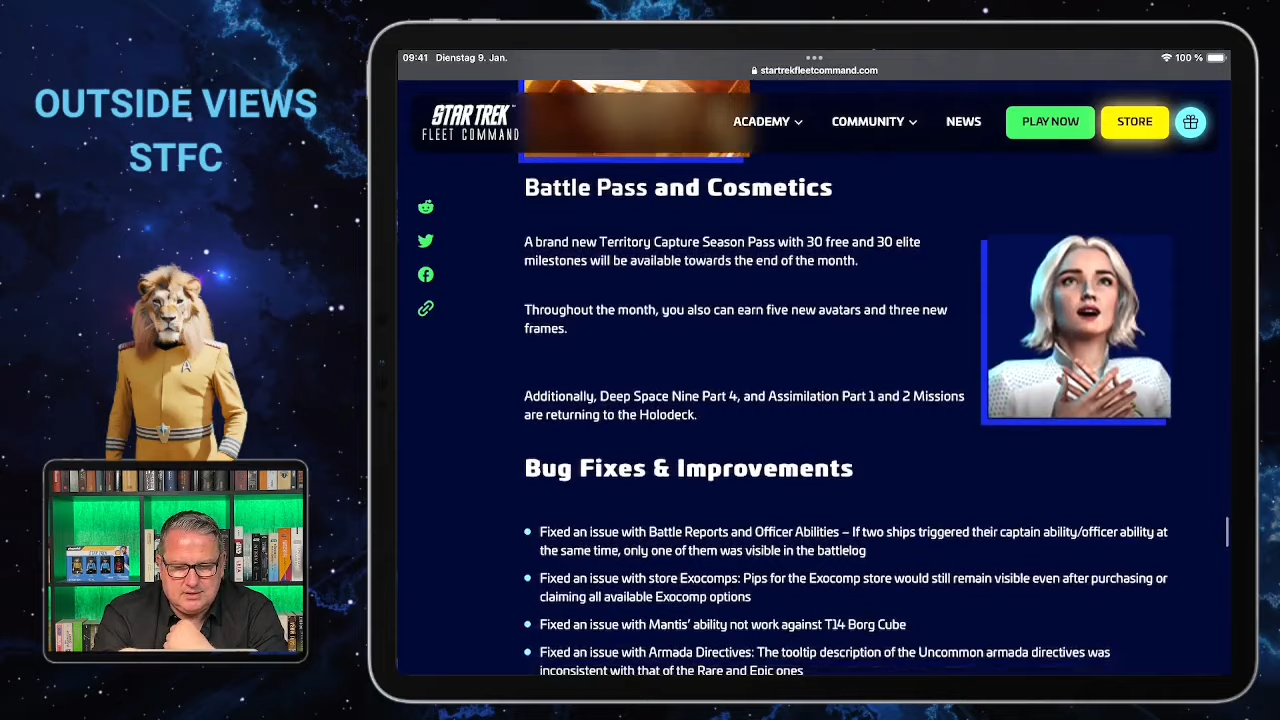 OUTSIDE VIEWS
STFC
09:41 Dienstag 9. Jan.
100 %
startrekfleetcommand.com
STAR TREK
FLEET COMMAND
ACADEMY
COMMUNITY
NEWS
PLAY NOW
STORE
Battle Pass and Cosmetics
A brand new Territory Capture Season Pass with 30 free and 30 elite
milestones will be available towards the end of the month.
Throughout the month, you also can earn five new avatars and three new
frames.
Additionally, Deep Space Nine Part 4, and Assimilation Part 1 and 2 Missions
are returning to the Holodeck.
Bug Fixes & Improvements
Fixed an issue with Battle Reports and Officer Abilities – If two ships triggered their captain ability/officer ability at
the same time, only one of them was visible in the battlelog
Fixed an issue with store Exocomps: Pips for the Exocomp store would still remain visible even after purchasing or
claiming all available Exocomp options
Fixed an issue with Mantis’ ability not work against T14 Borg Cube
Fixed an issue with Armada Directives: The tooltip description of the Uncommon armada directives was
inconsistent with that of the Rare and Epic ones